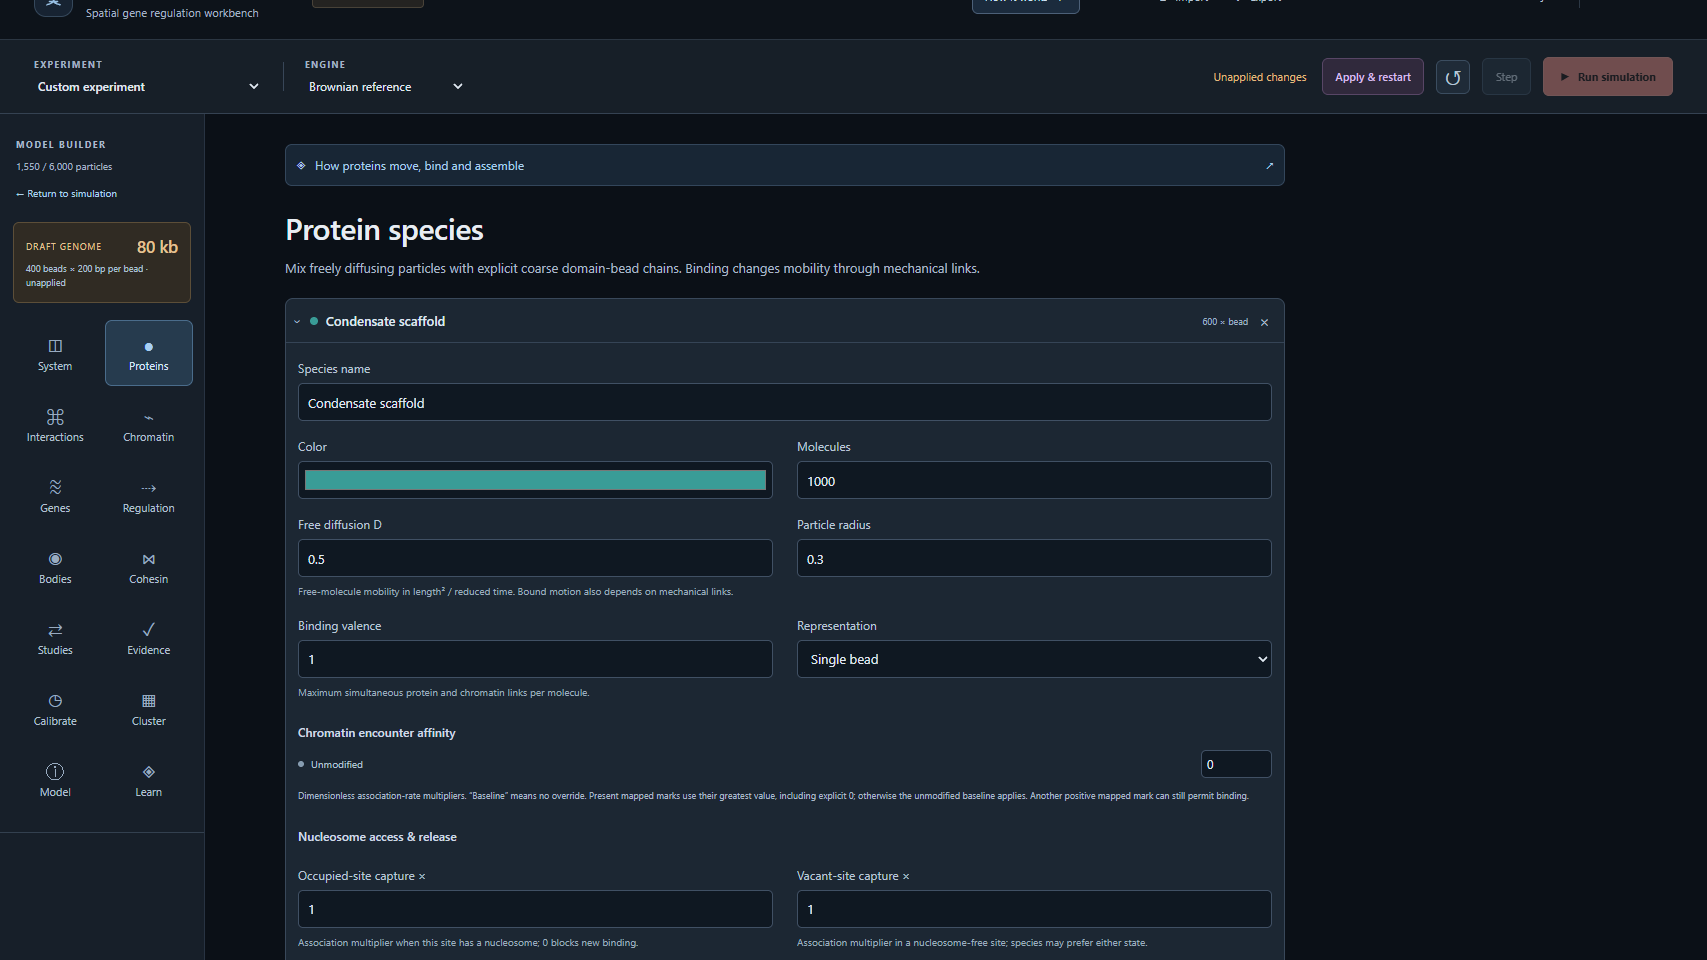 Spatial gene regulation workbench
EXPERIMENT
Custom experiment
ENGINE
Brownian reference
Unapplied changes
Apply & restart
Step
Run simulation
MODEL BUILDER
1,550 / 6,000 particles
← Return to simulation
DRAFT GENOME
80 kb
400 beads × 200 bp per bead ·
unapplied
System
Proteins
Interactions
Chromatin
Genes
Regulation
Bodies
Cohesin
Studies
Evidence
Calibrate
Cluster
Model
Learn
How proteins move, bind and assemble
Protein species
Mix freely diffusing particles with explicit coarse domain-bead chains. Binding changes mobility through mechanical links.
Condensate scaffold
600 × bead ×
Species name
Condensate scaffold
Color
Molecules
1000
Free diffusion D
Particle radius
0.5
0.3
Free-molecule mobility in length² / reduced time. Bound motion also depends on mechanical links.
Binding valence
Representation
1
Single bead
Maximum simultaneous protein and chromatin links per molecule.
Chromatin encounter affinity
Unmodified
0
Dimensionless association-rate multipliers. "Baseline" means no override. Present mapped marks use their greatest value, including explicit 0; otherwise the unmodified baseline applies. Another positive mapped mark can still permit binding.
Nucleosome access & release
Occupied-site capture ×
Vacant-site capture ×
1
1
Association multiplier when this site has a nucleosome; 0 blocks new binding.
Association multiplier in a nucleosome-free site; species may prefer either state.